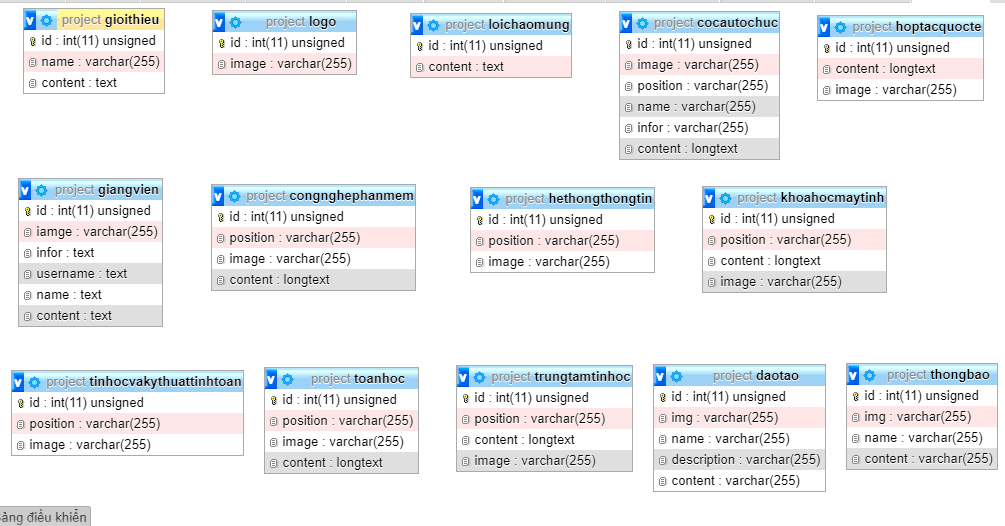 project gioithieu
id : int(11) unsigned
name : varchar(255)
content : text
project logo
id : int(11) unsigned
image : varchar(255)
project loichaomung
id : int(11) unsigned
content : text
project cocautochuc
id : int(11) unsigned
image : varchar(255)
position : varchar(255)
name : varchar(255)
infor : varchar(255)
content : longtext
project hoptacquocte
id : int(11) unsigned
content : longtext
image : varchar(255)
project giangvien
id : int(11) unsigned
iamge : varchar(255)
infor : text
username : text
name : text
content : text
project congnghephanmem
id : int(11) unsigned
position : varchar(255)
image : varchar(255)
content : longtext
project hethongthongtin
id : int(11) unsigned
position : varchar(255)
image : varchar(255)
project khoahocmaytinh
id : int(11) unsigned
position : varchar(255)
content : longtext
image : varchar(255)
project tinhocvakythuattinhtoan
id : int(11) unsigned
position : varchar(255)
image : varchar(255)
project toanhoc
id : int(11) unsigned
position : varchar(255)
image : varchar(255)
content : longtext
project trungtamtinhoc
id : int(11) unsigned
position : varchar(255)
content : longtext
image : varchar(255)
project daotao
id : int(11) unsigned
img : varchar(255)
name : varchar(255)
description : varchar(255)
content : varchar(255)
project thongbao
id : int(11) unsigned
img : varchar(255)
name : varchar(255)
content : varchar(255)
ảng điều khiển